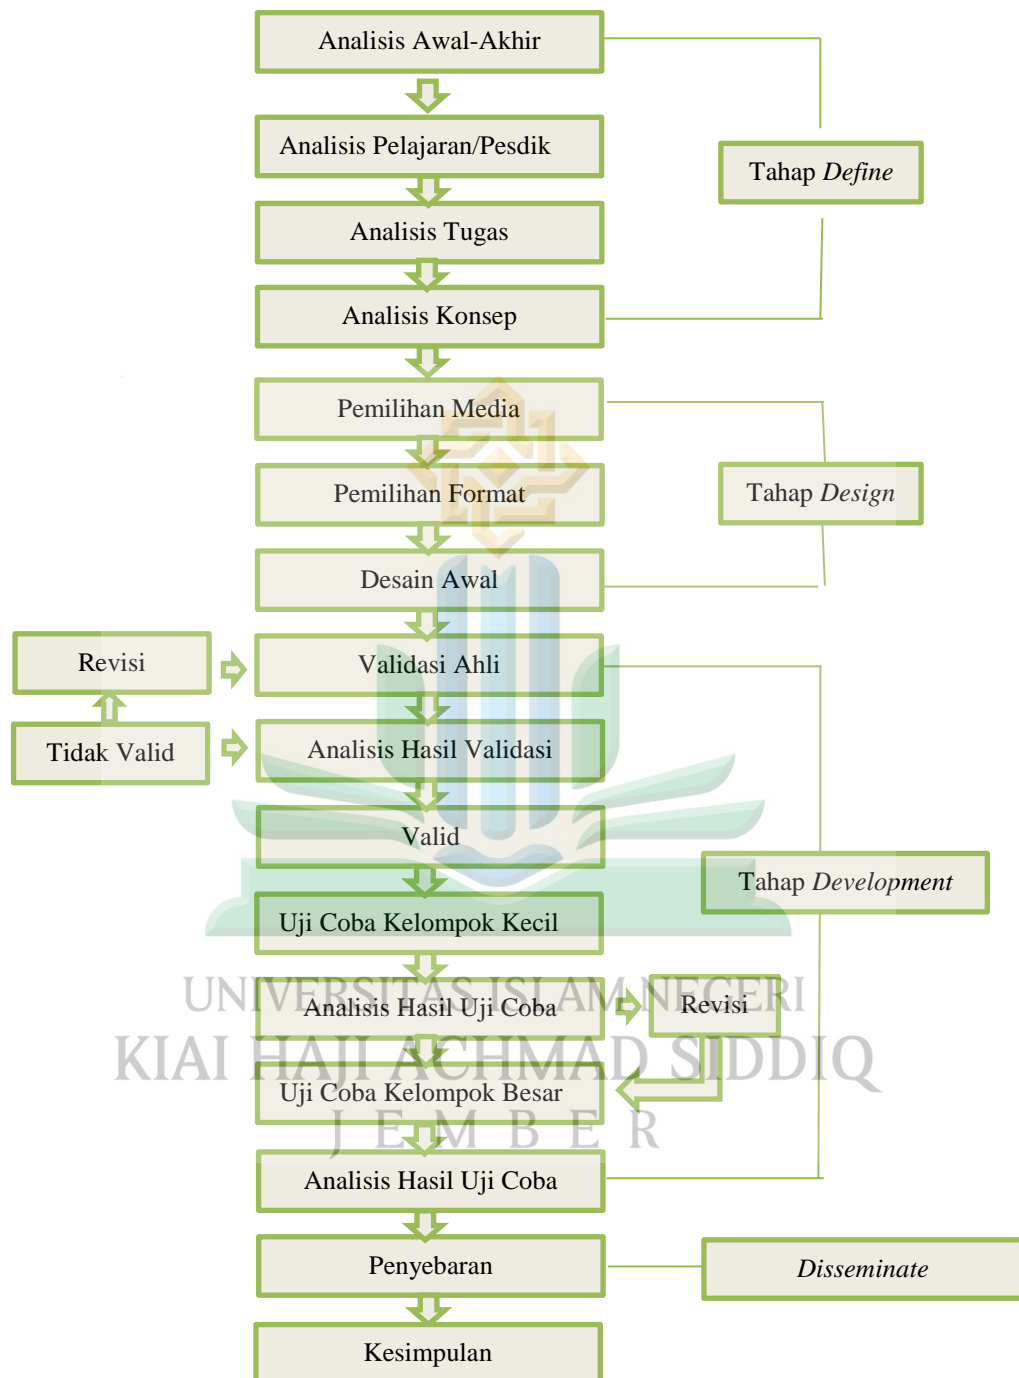 Analisis Awal-Akhir
Analisis Pelajaran/Pesdik
Tahap Define
Analisis Tugas
Analisis Konsep
Pemilihan Media
Pemilihan Format
Tahap Design
Desain Awal
Revisi
Validasi Ahli
Tidak Valid
Analisis Hasil Validasi
Valid
Tahap Development
Uji Coba Kelompok Kecil
UNIVERSITAS ISLAM NEGERI
Analisis Hasil Uji Coba
Revisi
KIAI HAJI ACHMAD SIDDIQ
Uji Coba Kelompok Besar
JEMBER
Analisis Hasil Uji Coba
Penyebaran
Disseminate
Kesimpulan